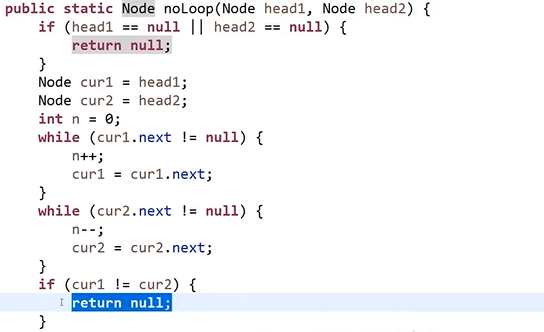 public static Node noLoop(Node head1, Node head2) {
    if (head1 == null || head2 == null) {
        return null;
    }
    Node cur1 = head1;
    Node cur2 = head2;
    int n = 0;
    while (cur1.next != null) {
        n++;
        cur1 = cur1.next;
    }
    while (cur2.next != null) {
        n--;
        cur2 = cur2.next;
    }
    if (cur1 != cur2) {
        return null;
    }